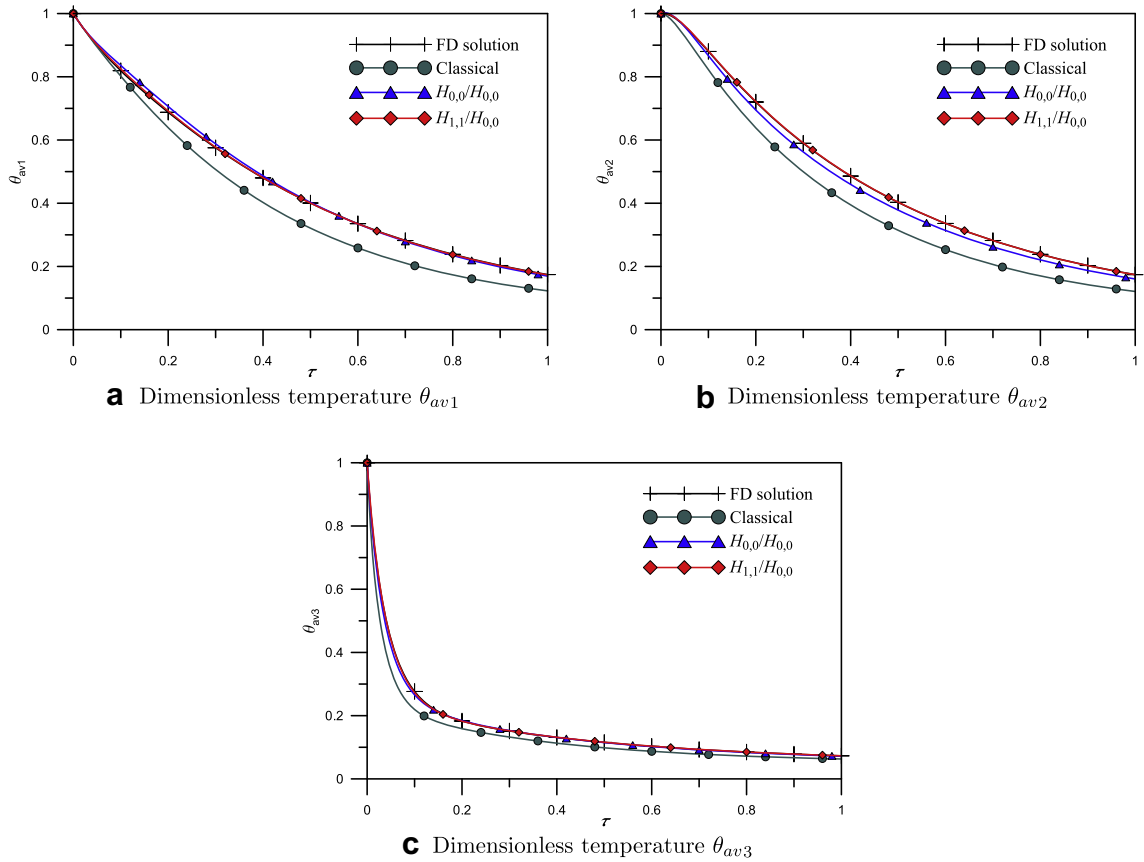 1
0.8
0.6
0.4
0.2
0
θav1
0 0.2 0.4 0.6 0.8 1
τ
FD solution
Classical
H0,0/H0,0
H1,1/H0,0
a Dimensionless temperature θav1
1
0.8
0.6
0.4
0.2
0
θav2
0 0.2 0.4 0.6 0.8 1
τ
FD solution
Classical
H0,0/H0,0
H1,1/H0,0
b Dimensionless temperature θav2
1
0.8
0.6
0.4
0.2
0
θav3
0 0.2 0.4 0.6 0.8 1
τ
FD solution
Classical
H0,0/H0,0
H1,1/H0,0
c Dimensionless temperature θav3